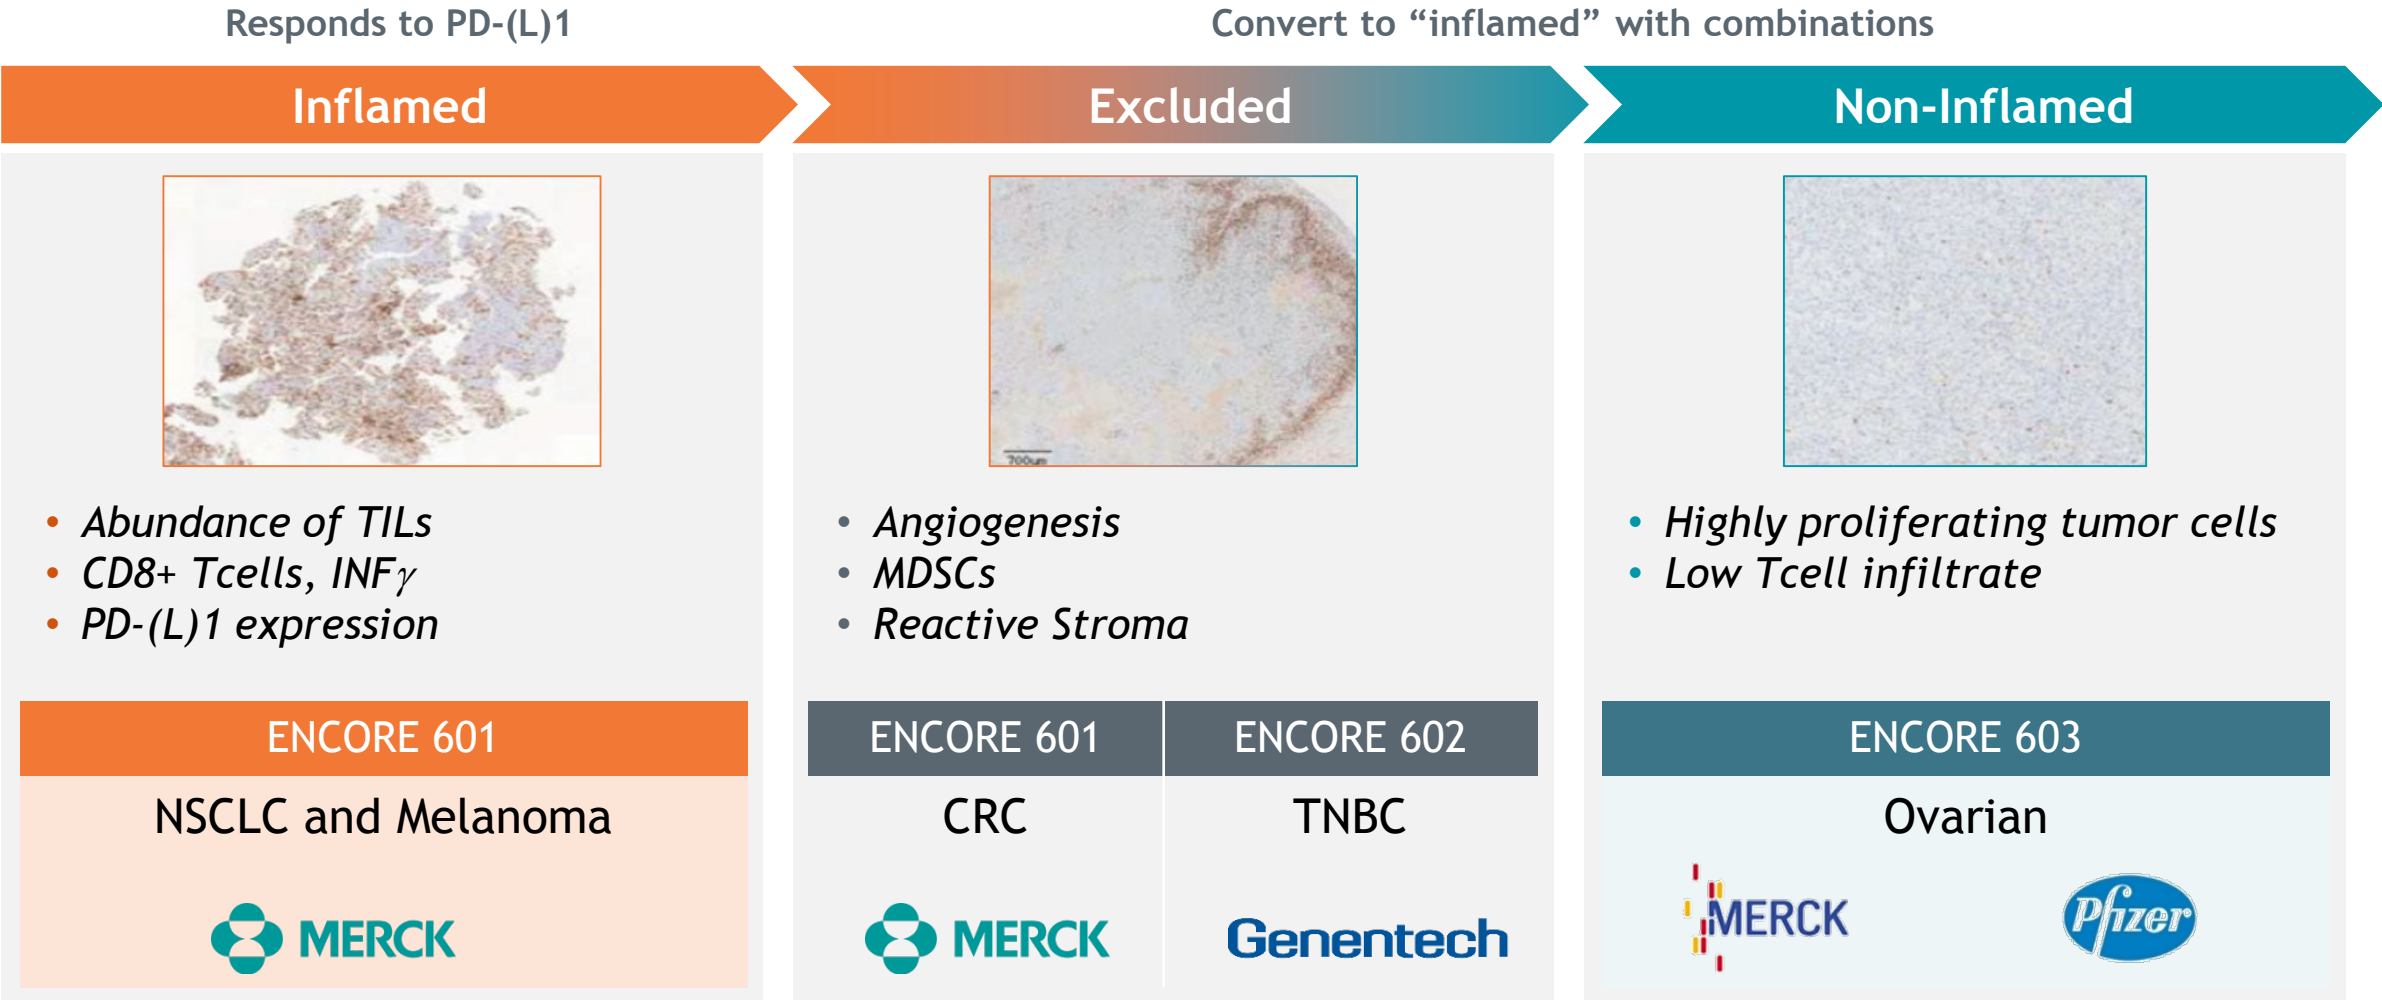 Responds to PD-(L)1
Convert to “inflamed” with combinations
Inflamed
Excluded
Non-Inflamed
700um
• Abundance of TILs
• CD8+ Tcells, INFγ
• PD-(L)1 expression
• Angiogenesis
• MDSCs
• Reactive Stroma
• Highly proliferating tumor cells
• Low Tcell infiltrate
ENCORE 601
NSCLC and Melanoma
MERCK
ENCORE 601
CRC
MERCK
ENCORE 602
TNBC
Genentech
ENCORE 603
Ovarian
MERCK
Pfizer